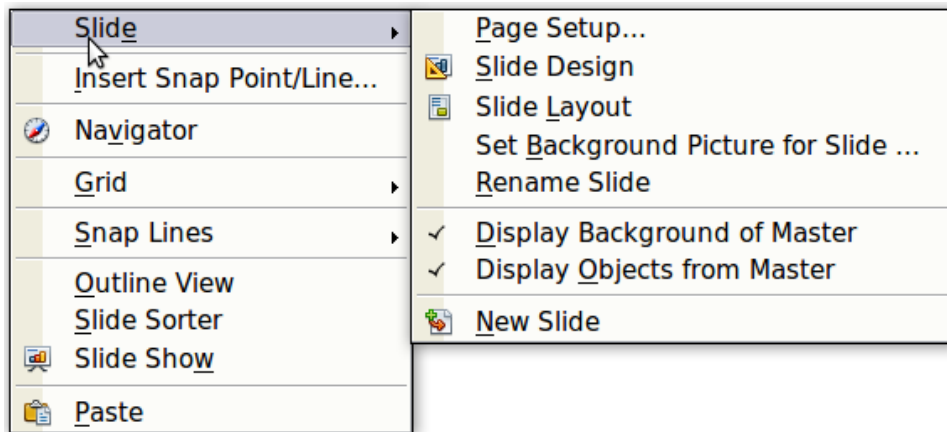 Slide
Insert Snap Point/Line...
Navigator
Grid
Snap Lines
Outline View
Slide Sorter
Slide Show
Paste
Page Setup...
Slide Design
Slide Layout
Set Background Picture for Slide ...
Rename Slide
Display Background of Master
Display Objects from Master
New Slide